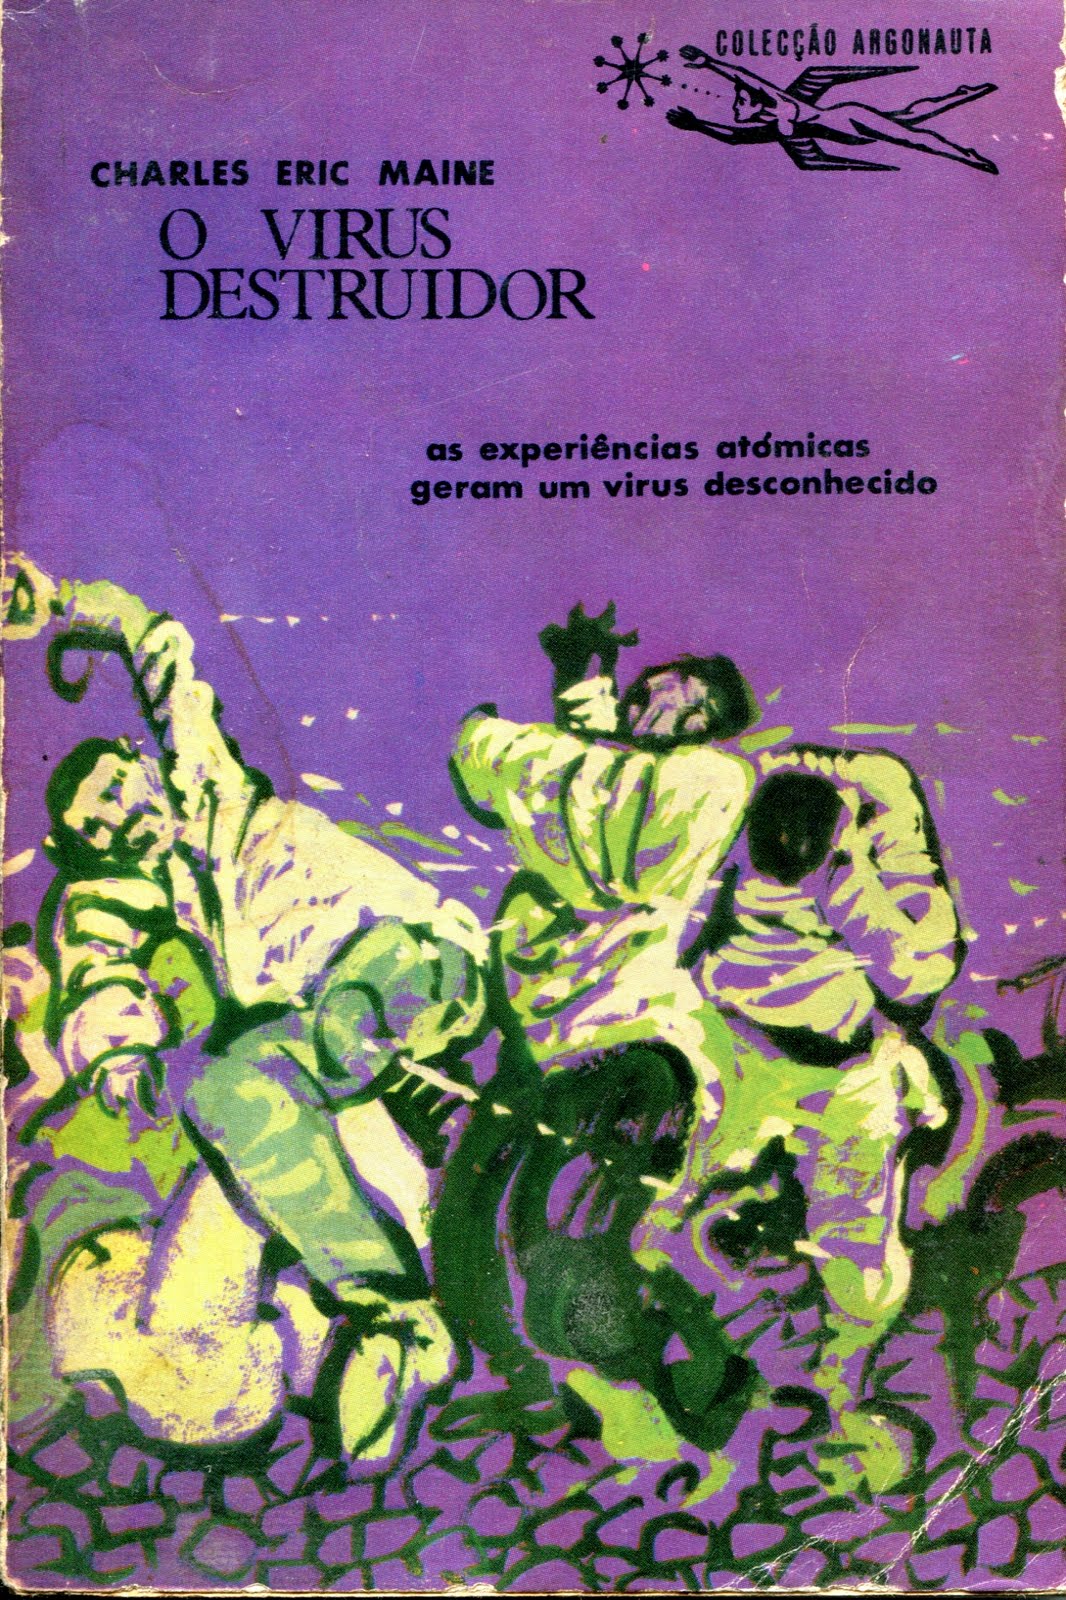 COLECÇÃO ARGONAUTA
CHARLES ERIC MAINE
O VIRUS
DESTRUIDOR
as experiências atómicas
geram um virus desconhecido